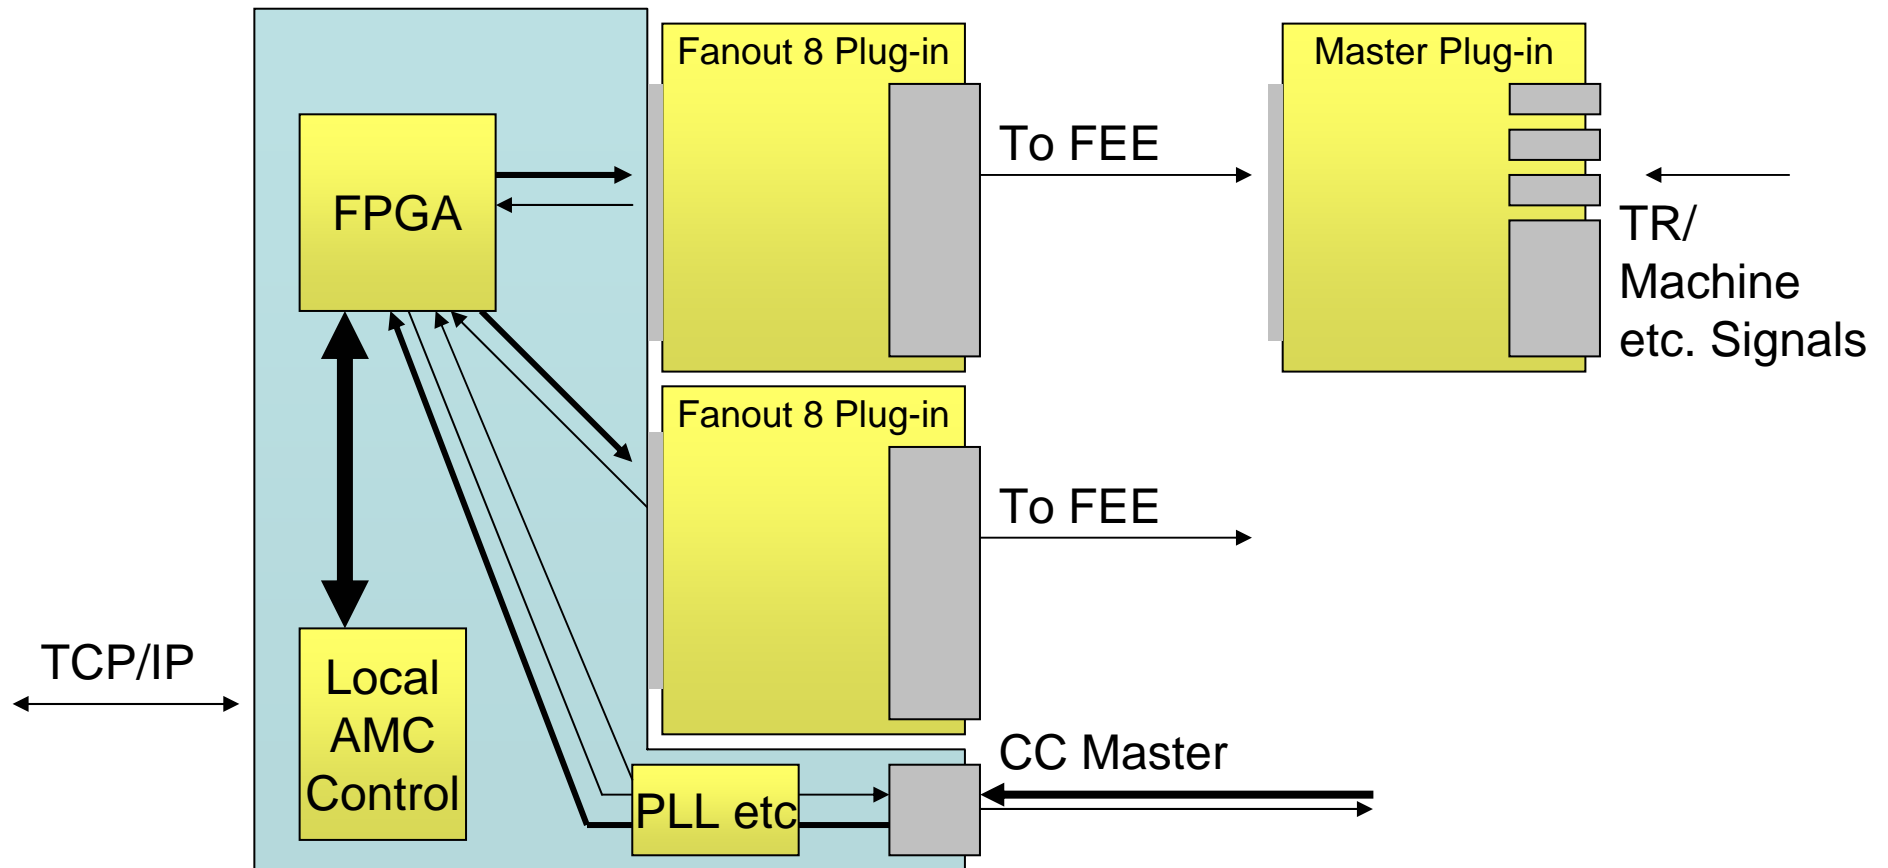 Fanout 8 Plug-in
Master Plug-in
To FEE
FPGA
TR/
Machine
etc. Signals
Fanout 8 Plug-in
To FEE
TCP/IP
Local
AMC
Control
CC Master
PLL etc